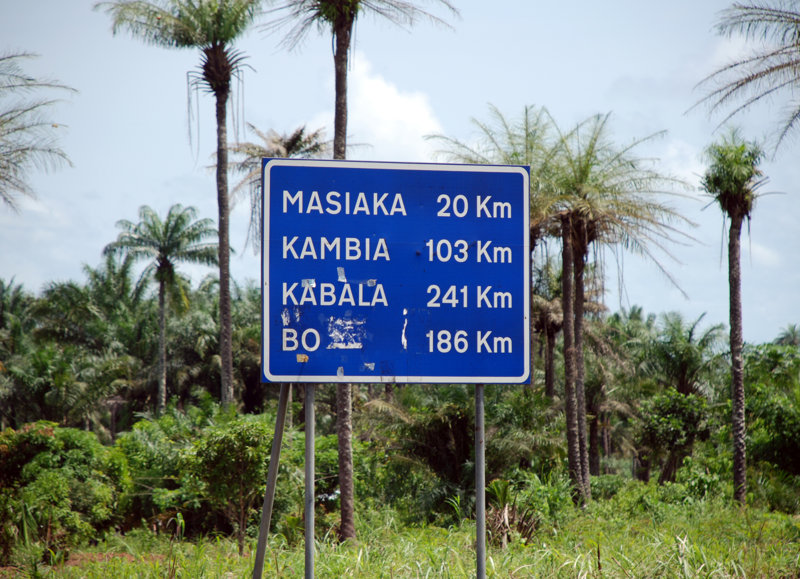 MASIAKA 20 Km
KAMBIA 103 Km
KABALA 241 Km
BO 186 Km